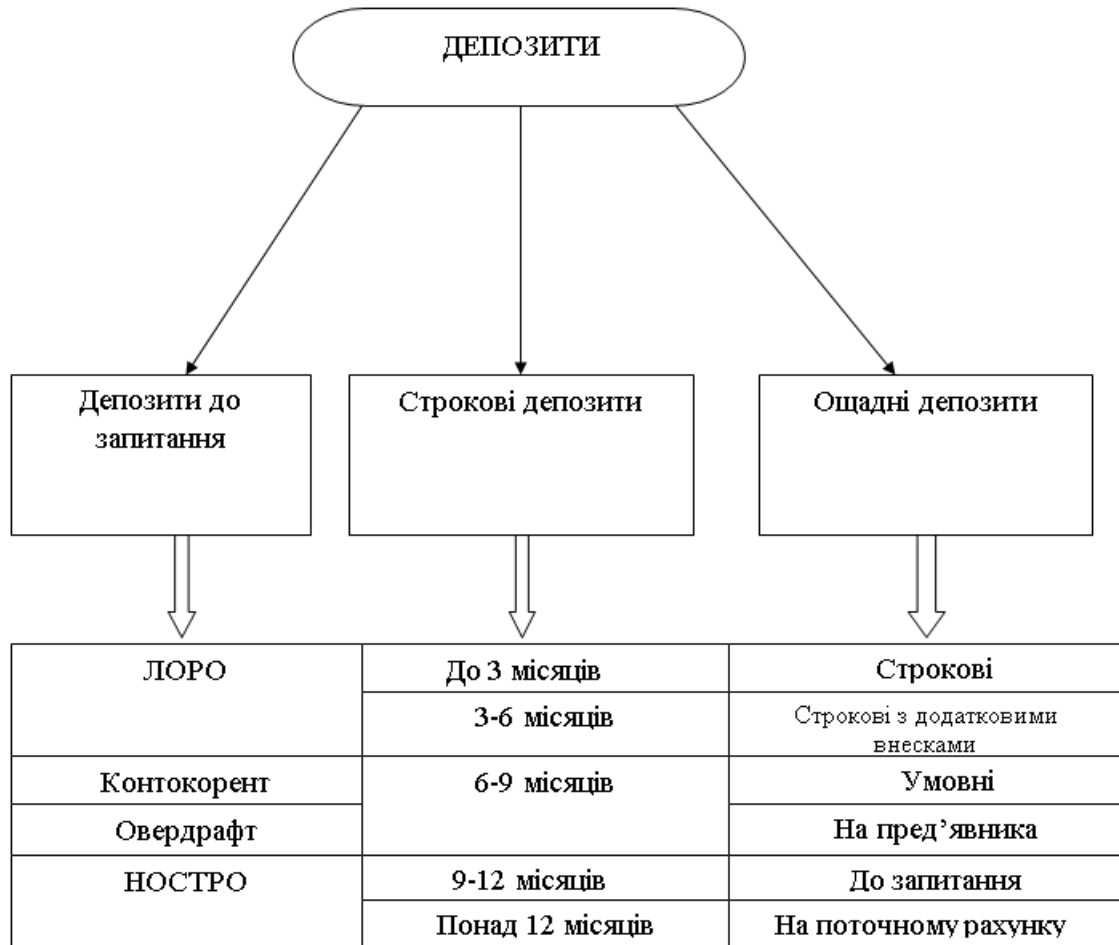 ДЕПОЗИТИ
Депозити до
запитання
Строкові депозити
Ощадні депозити
ЛОРО
До 3 місяців
Строкові
3-6 місяців
Строкові з додатковими
внесками
Контокорент
6-9 місяців
Умовні
Овердрафт
На пред’явника
НОСТРО
9-12 місяців
До запитання
Понад 12 місяців
На поточному рахунку